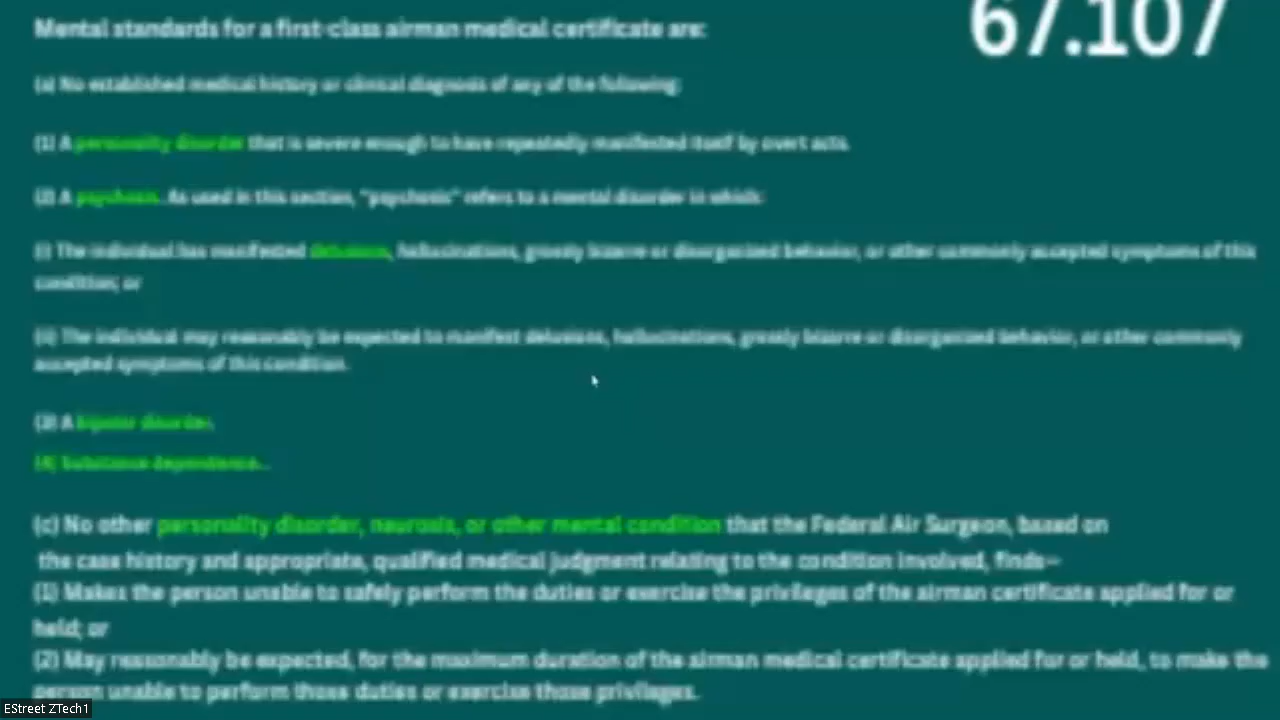 67.107
Mental standards for a first-class airman medical certificate are:
(a) No established medical history or clinical diagnosis of any of the following:
(1) A personality disorder that is severe enough to have repeatedly manifested itself by overt acts.
(2) A psychosis. As used in this section, "psychosis" refers to a mental disorder in which:
(i) The individual has manifested delusions, hallucinations, grossly bizarre or disorganized behavior, or other commonly accepted symptoms of this
condition; or
(ii) The individual may reasonably be expected to manifest delusions, hallucinations, grossly bizarre or disorganized behavior, or other commonly
accepted symptoms of this condition.
(3) A bipolar disorder.
(4) Substance dependence...
(c) No other personality disorder, neurosis, or other mental condition that the Federal Air Surgeon, based on
the case history and appropriate, qualified medical judgment relating to the condition involved, finds—
(1) Makes the person unable to safely perform the duties or exercise the privileges of the airman certificate applied for or
held; or
(2) May reasonably be expected, for the maximum duration of the airman medical certificate applied for or held, to make the
person unable to perform those duties or exercise those privileges.
EStreet ZTech1